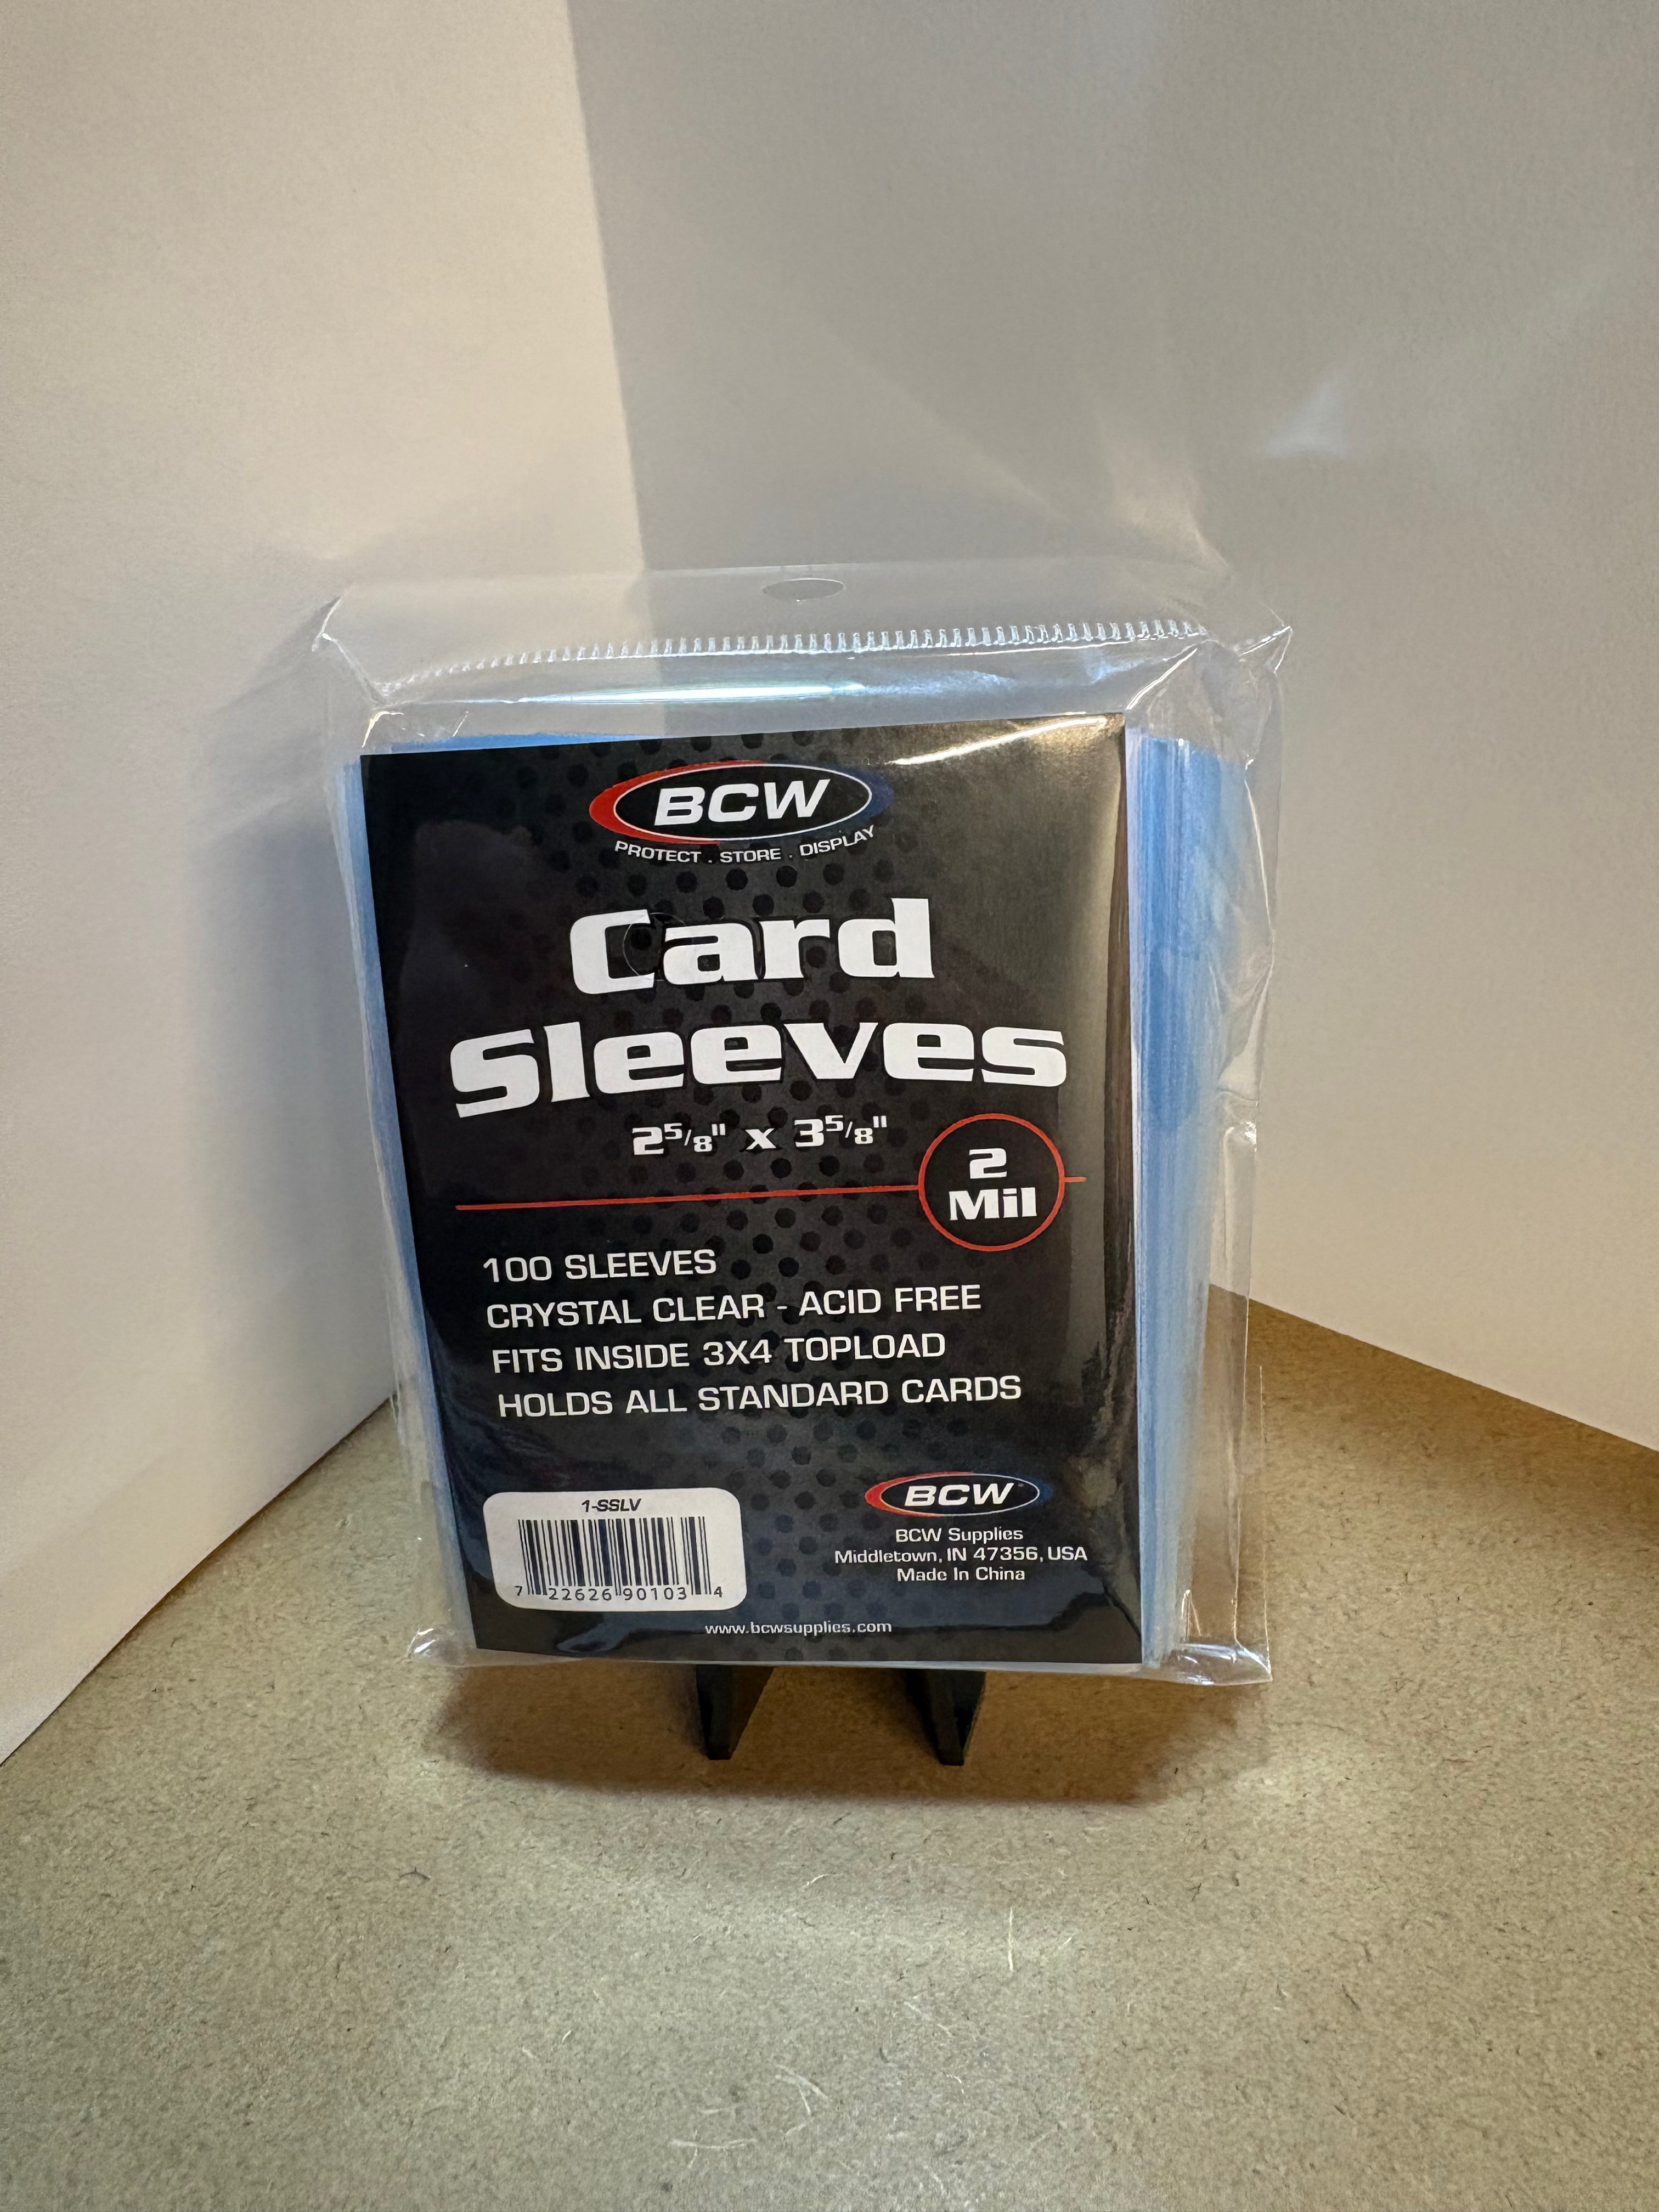 BCW
PROTECT . STORE . DISPLAY
Card
Sleeves
2 5/8" x 3 5/8"
2
Mil
100 SLEEVES
CRYSTAL CLEAR - ACID FREE
FITS INSIDE 3X4 TOPLOAD
HOLDS ALL STANDARD CARDS
1-SSLV
7 22626 90103 4
BCW
BCW Supplies
Middletown, IN 47356, USA
Made In China
www.bcwsupplies.com